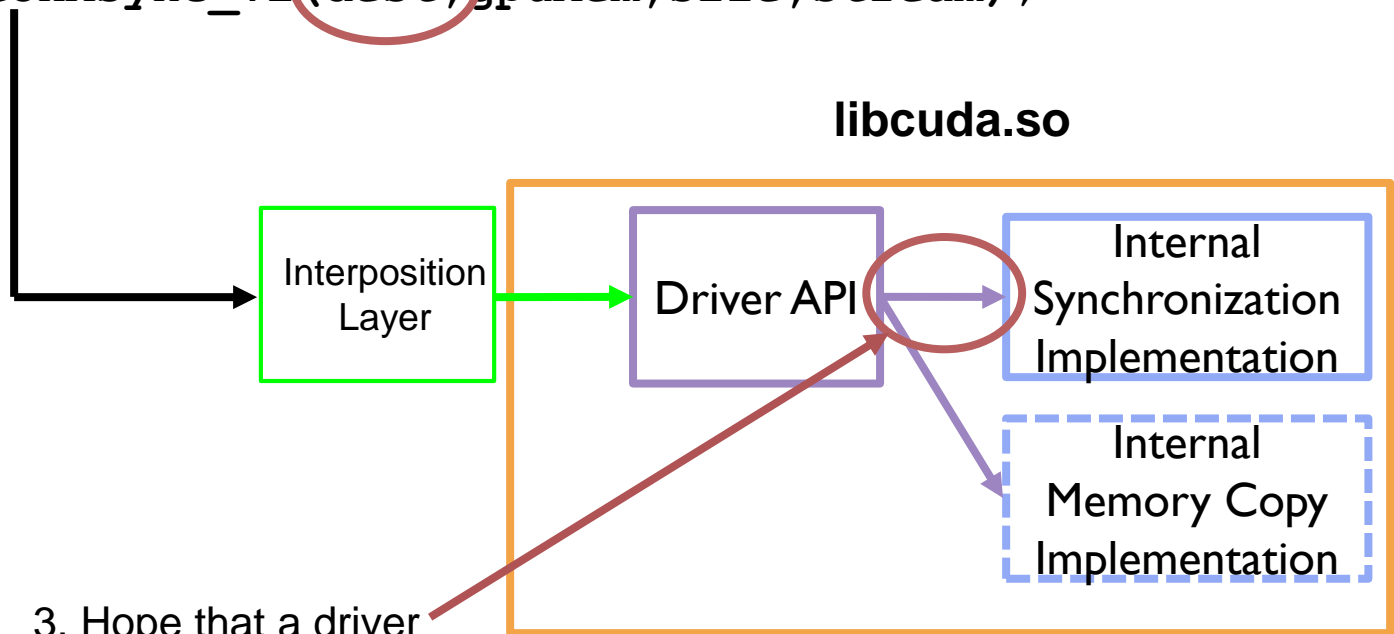 libcuda.so
Interposition
Layer
Driver API
Internal
Synchronization
Implementation
Internal
Memory Copy
Implementation
3. Hope that a driver